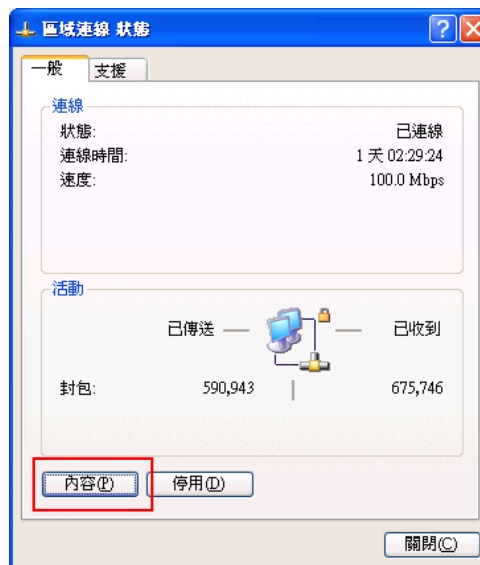 區域連線 狀態
一般 支援
連線
狀態: 已連線
連線時間: 1 天 02:29:24
速度: 100.0 Mbps
活動
已傳送 — — 已收到
封包: 590,943 | 675,746
內容(P) 停用(D)
關閉(C)